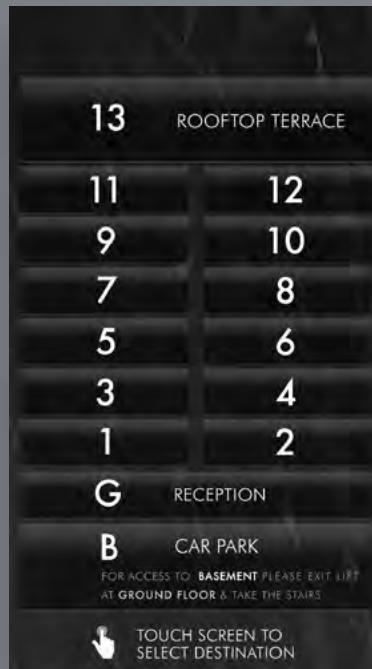 13 ROOFTOP TERRACE
11 12
9 10
7 8
5 6
3 4
1 2
G RECEPTION
B CAR PARK
FOR ACCESS TO BASEMENT PLEASE EXIT LIFT
AT GROUND FLOOR & TAKE THE STAIRS
TOUCH SCREEN TO
SELECT DESTINATION